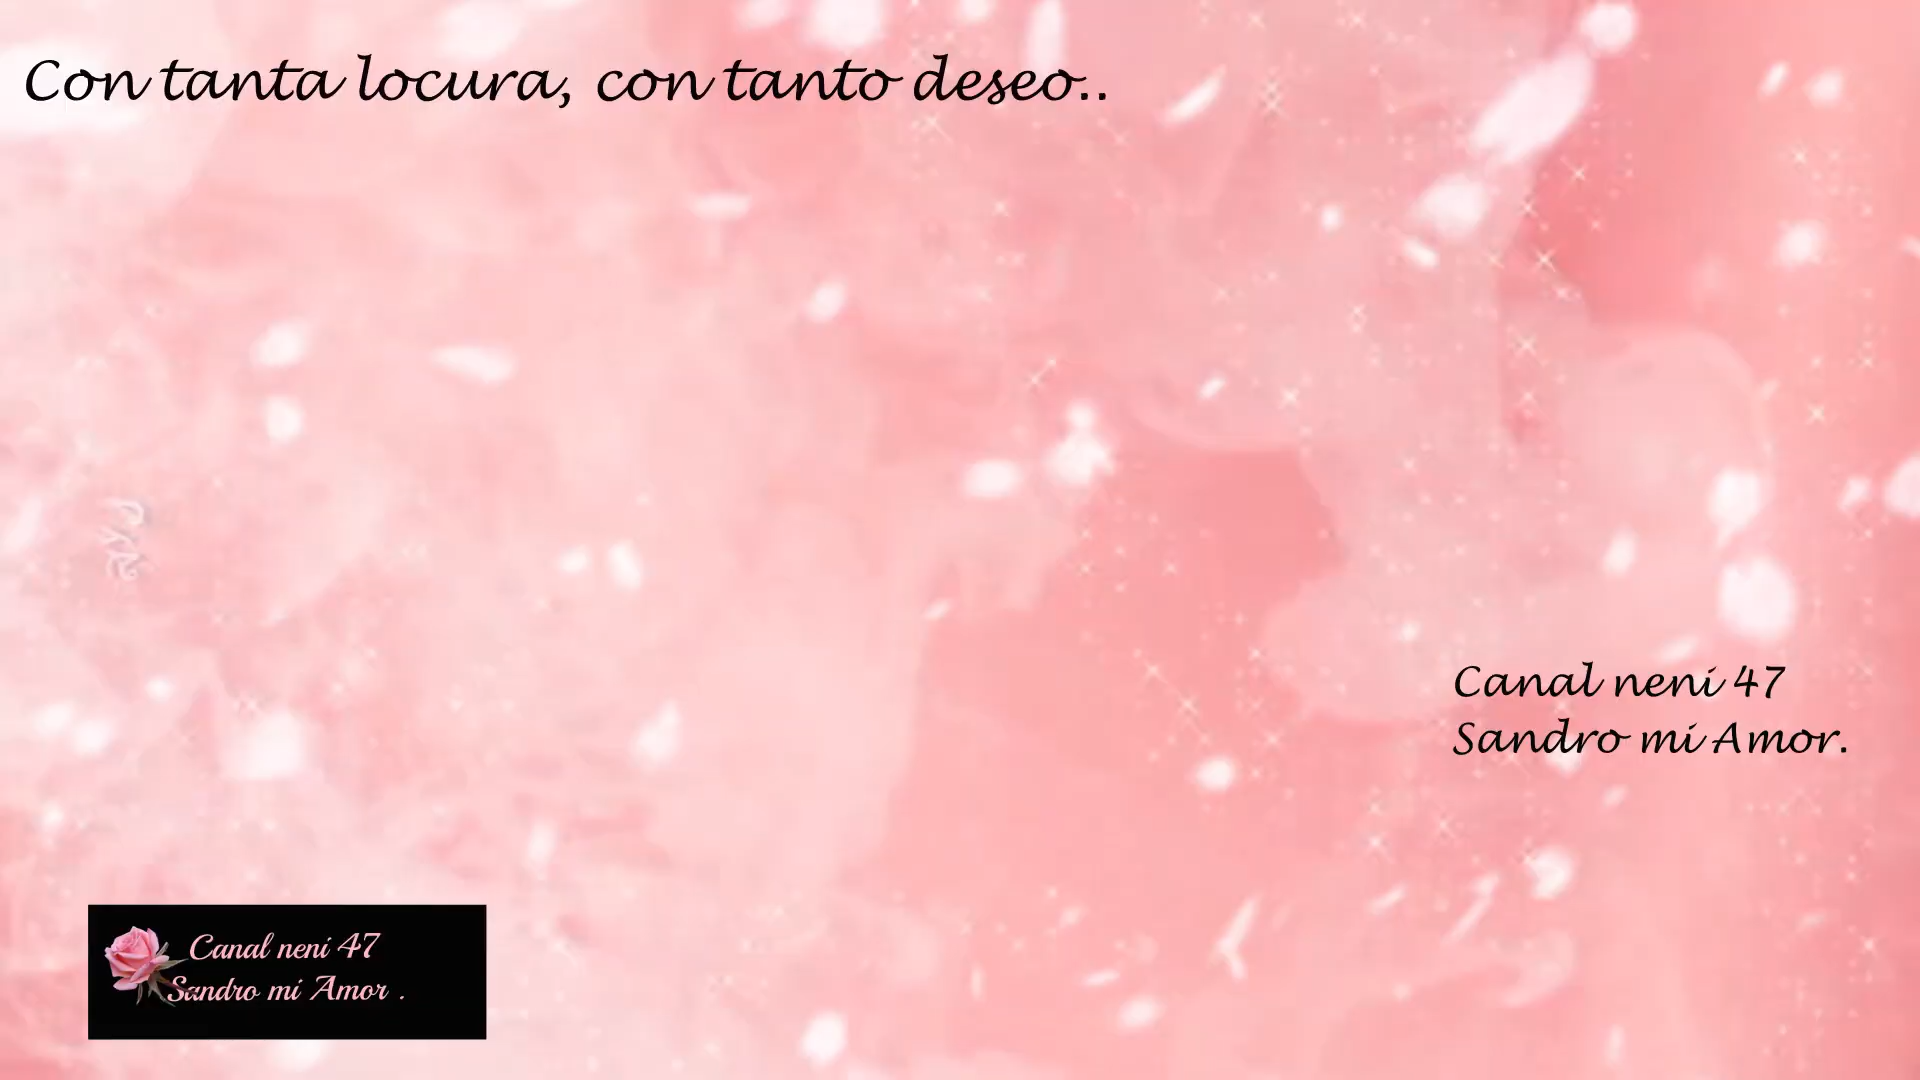 Con tanta locura, con tanto deseo..
Canal neni 47
Sandro mi Amor.
Canal neni 47
Sandro mi Amor .